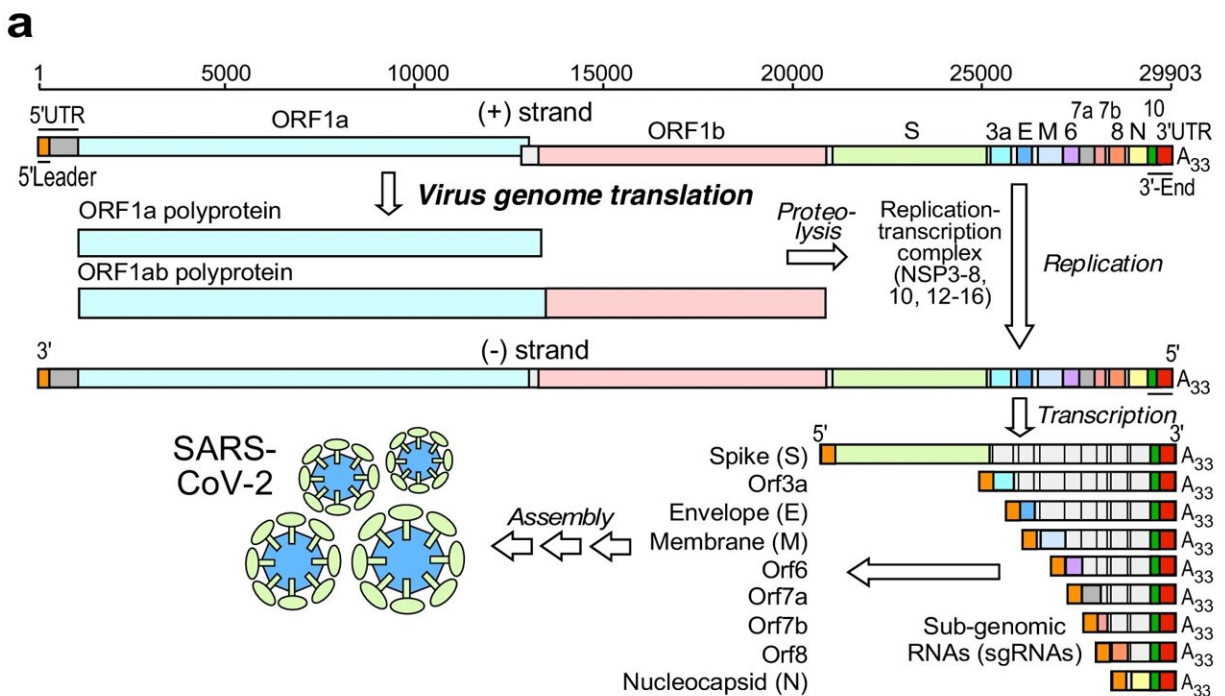 a
1 5000 10000 15000 20000 25000 29903
5'UTR ORF1a (+) strand ORF1b S 3a E M 6 7a 7b 8 N 10 3'UTR
A33
5'Leader
3'-End
Virus genome translation
ORF1a polyprotein
ORF1ab polyprotein
Proteo-
lysis
Replication-
transcription
complex
(NSP3-8,
10, 12-16)
Replication
3' (-) strand 5'
A33
Transcription
5' 3'
Spike (S) A33
Orf3a A33
Envelope (E) A33
Membrane (M) A33
Orf6 A33
Orf7a A33
Orf7b A33
Orf8 A33
Nucleocapsid (N) A33
Sub-genomic
RNAs (sgRNAs)
Assembly
SARS-
CoV-2